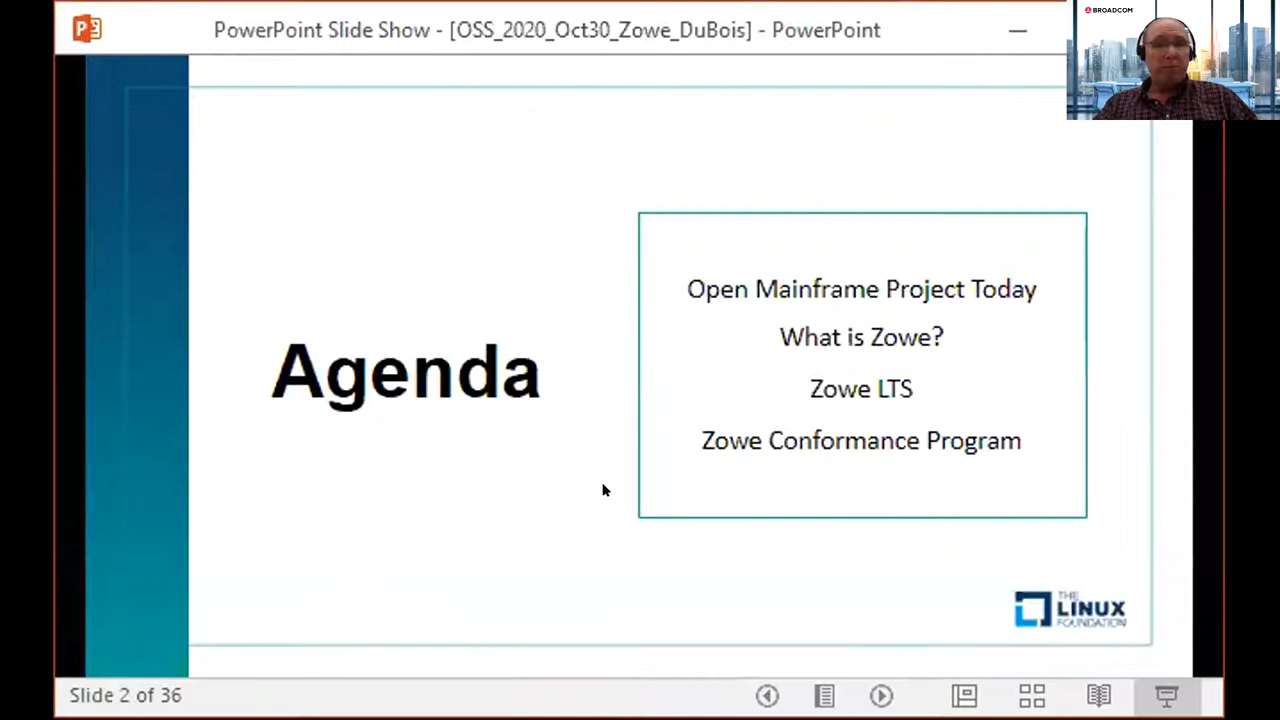 PowerPoint Slide Show - [OSS_2020_Oct30_Zowe_DuBois] - PowerPoint
BROADCOM
Agenda
Open Mainframe Project Today
What is Zowe?
Zowe LTS
Zowe Conformance Program
THE
LINUX
FOUNDATION
Slide 2 of 36